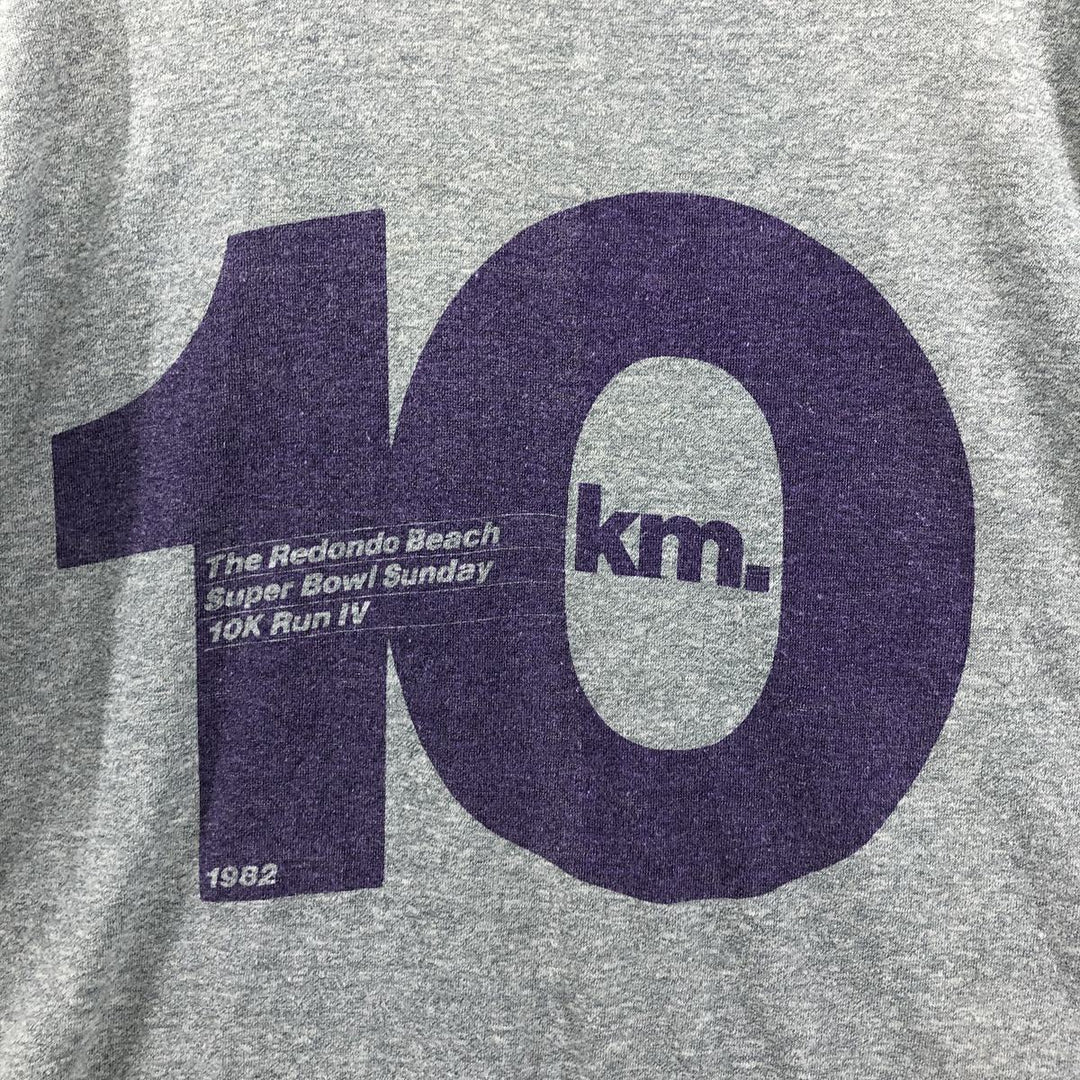 10
km.
The Redondo Beach
Super Bowl Sunday
10K Run IV
1982